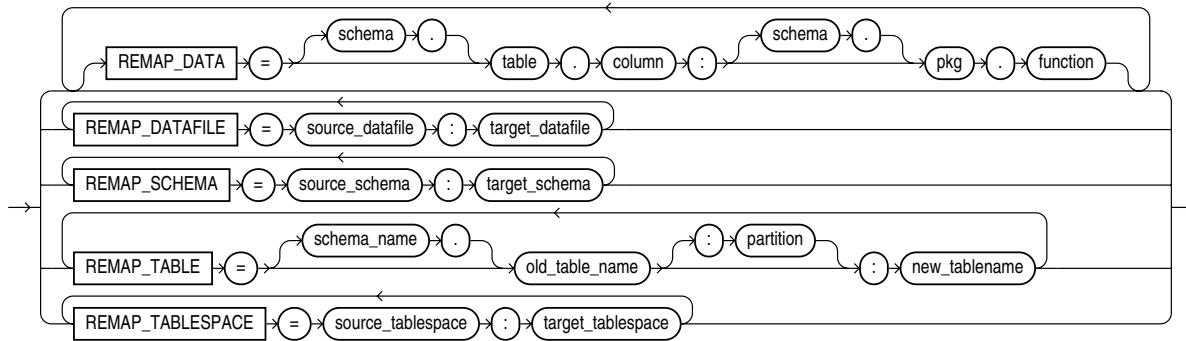 schema . schema .
REMAP_DATA = table . column : pkg . function
REMAP_DATAFILE = source_datafile : target_datafile
REMAP_SCHEMA = source_schema : target_schema
schema_name . : partition
REMAP_TABLE = old_table_name : new_tablename
REMAP_TABLESPACE = source_tablespace : target_tablespace